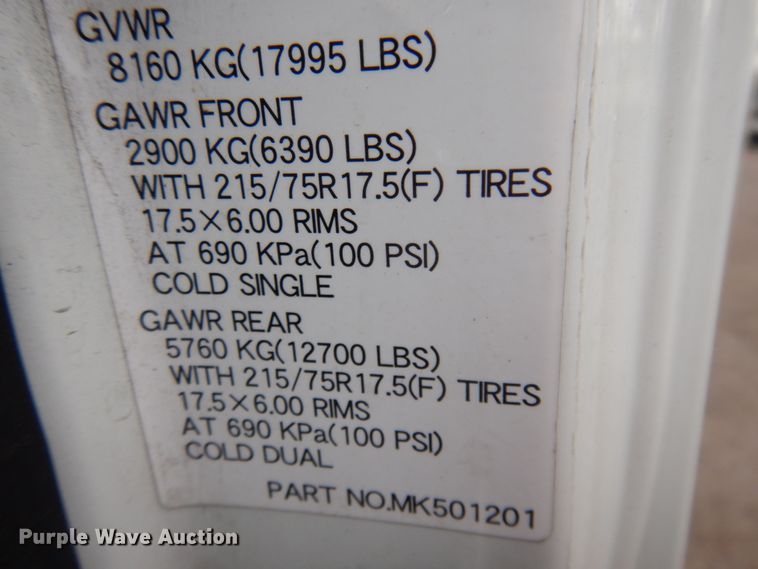 GVWR
8160 KG(17995 LBS)
GAWR FRONT
2900 KG(6390 LBS)
WITH 215/75R17.5(F) TIRES
17.5×6.00 RIMS
AT 690 KPa(100 PSI)
COLD SINGLE
GAWR REAR
5760 KG(12700 LBS)
WITH 215/75R17.5(F) TIRES
17.5×6.00 RIMS
AT 690 KPa(100 PSI)
COLD DUAL
PART NO.MK501201
Purple Wave Auction